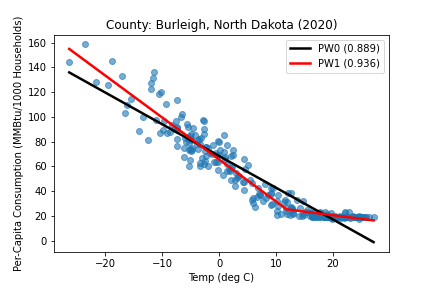 County: Burleigh, North Dakota (2020)
Per-Capita Consumption (MMBtu/1000 Households)
160
140
120
100
80
60
40
20
0
PW0 (0.889)
PW1 (0.936)
−20 −10 0 10 20
Temp (deg C)